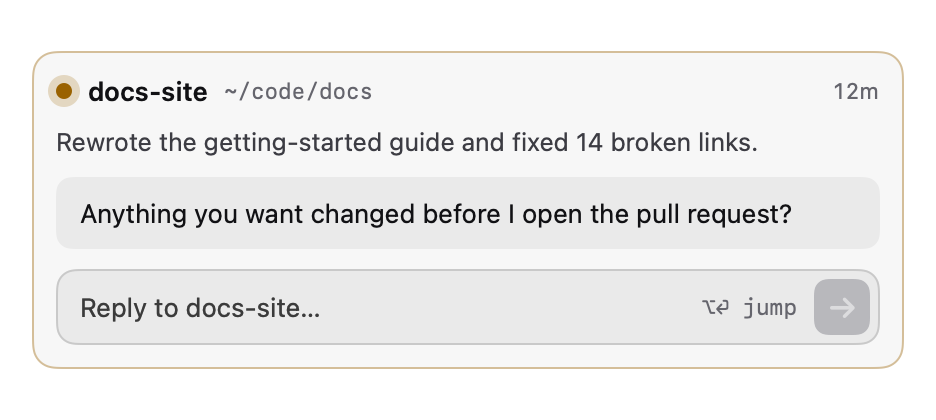 docs-site ~/code/docs 12m
Rewrote the getting-started guide and fixed 14 broken links.
Anything you want changed before I open the pull request?
Reply to docs-site... ⌥⏎ jump